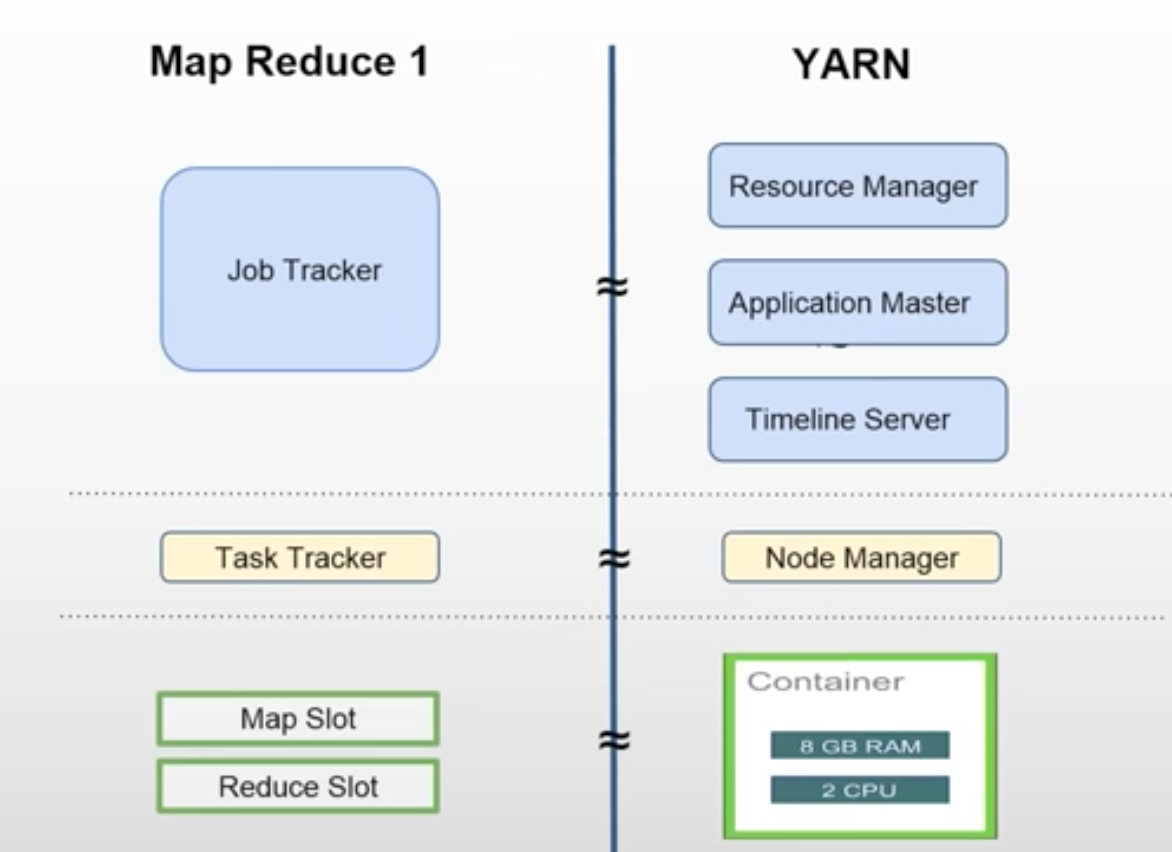 Map Reduce 1
YARN
Job Tracker
≈
Resource Manager
Application Master
Timeline Server
Task Tracker
≈
Node Manager
Map Slot
Reduce Slot
≈
Container
8 GB RAM
2 CPU